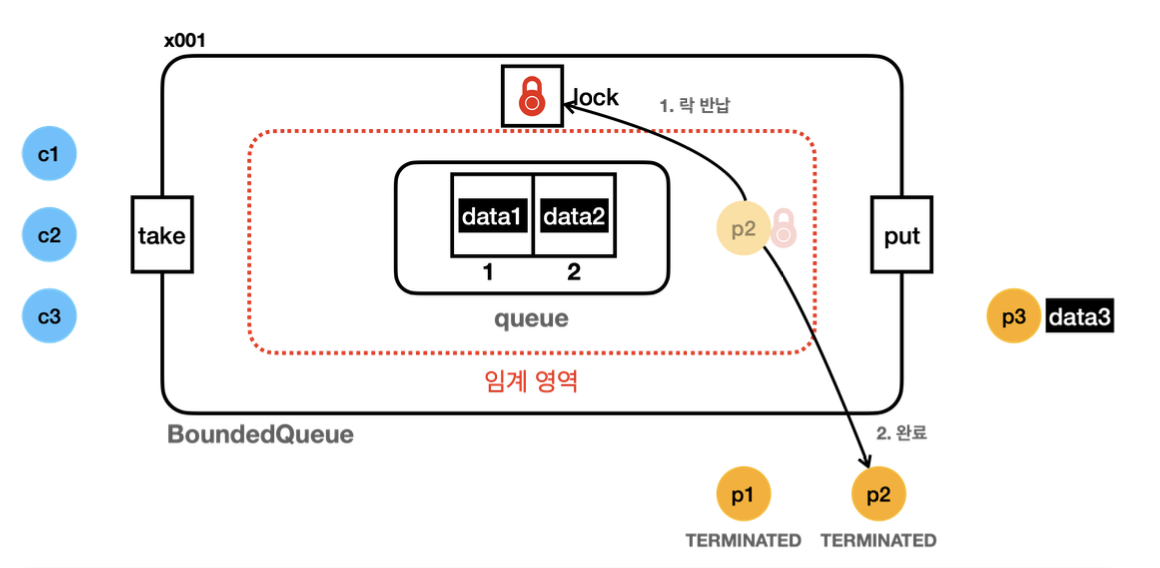 x001
lock
1. 락 반납
c1
c2
c3
take
data1
data2
1
2
queue
p2
put
p3
data3
임계 영역
BoundedQueue
2. 완료
p1
p2
TERMINATED
TERMINATED